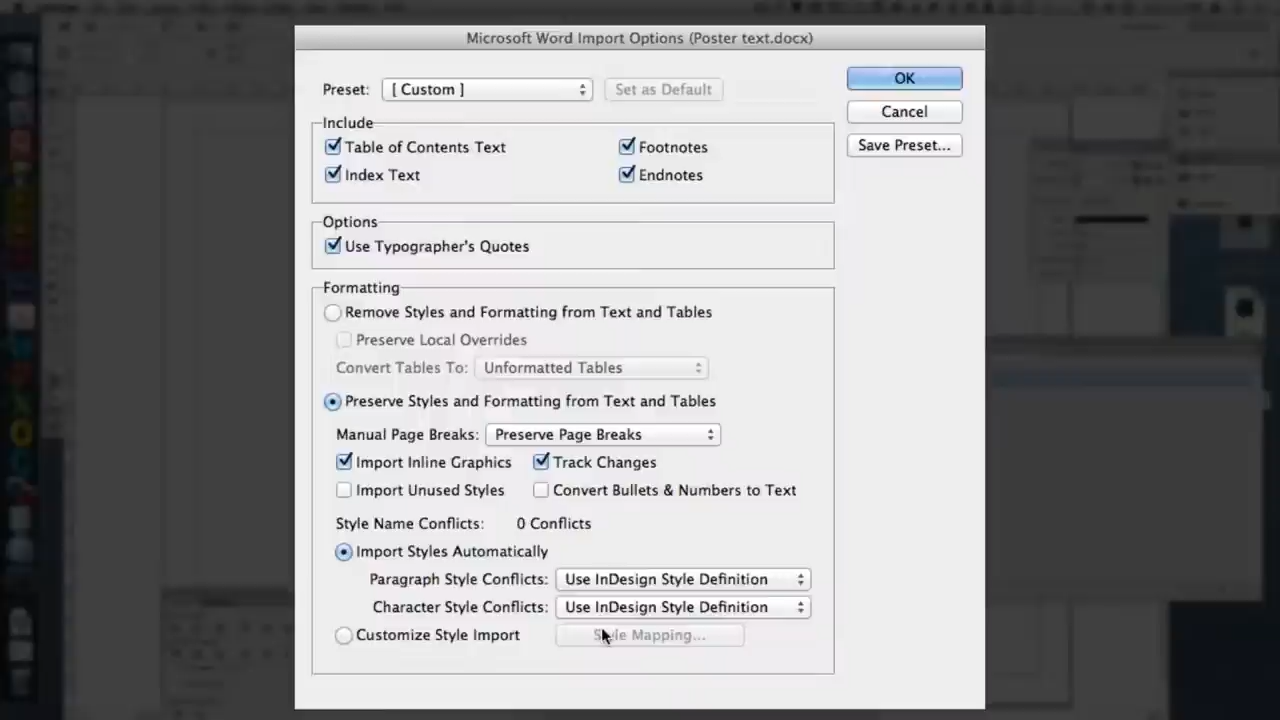 Microsoft Word Import Options (Poster text.docx)
Preset: [ Custom ] Set as Default
OK
Cancel
Save Preset...
Include
Table of Contents Text Footnotes
Index Text Endnotes
Options
Use Typographer's Quotes
Formatting
Remove Styles and Formatting from Text and Tables
Preserve Local Overrides
Convert Tables To: Unformatted Tables
Preserve Styles and Formatting from Text and Tables
Manual Page Breaks: Preserve Page Breaks
Import Inline Graphics Track Changes
Import Unused Styles Convert Bullets & Numbers to Text
Style Name Conflicts: 0 Conflicts
Import Styles Automatically
Paragraph Style Conflicts: Use InDesign Style Definition
Character Style Conflicts: Use InDesign Style Definition
Customize Style Import Style Mapping...